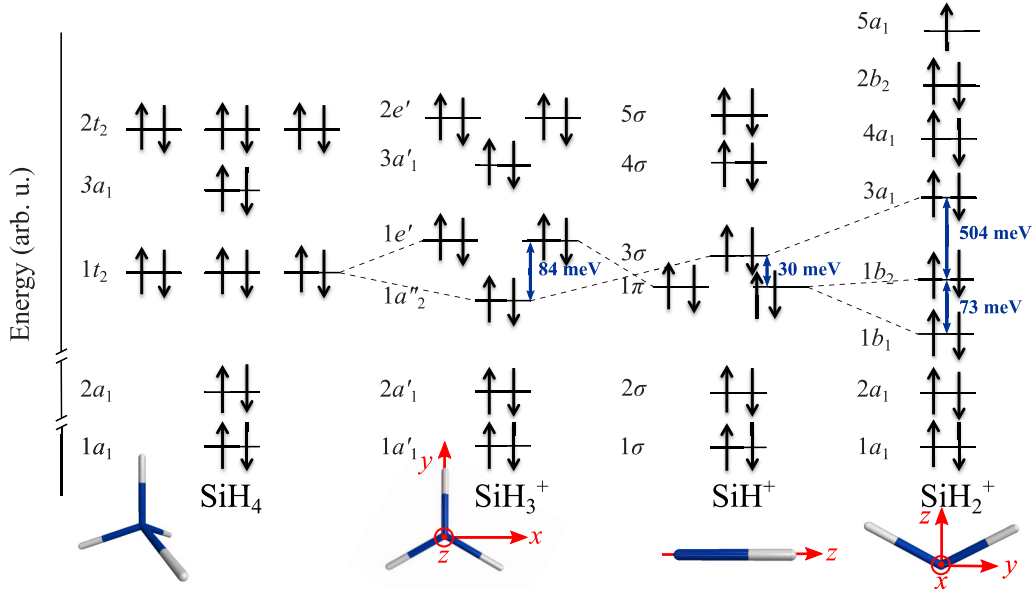 Energy (arb. u.)
2t₂
3a₁
1t₂
2a₁
1a₁
SiH₄
2e′
3a′₁
1e′
84 meV
1a″₂
2a′₁
1a′₁
SiH₃⁺
y
x
z
5σ
4σ
3σ
30 meV
1π
2σ
1σ
SiH⁺
z
5a₁
2b₂
4a₁
3a₁
504 meV
1b₂
73 meV
1b₁
2a₁
1a₁
SiH₂⁺
z
y
x